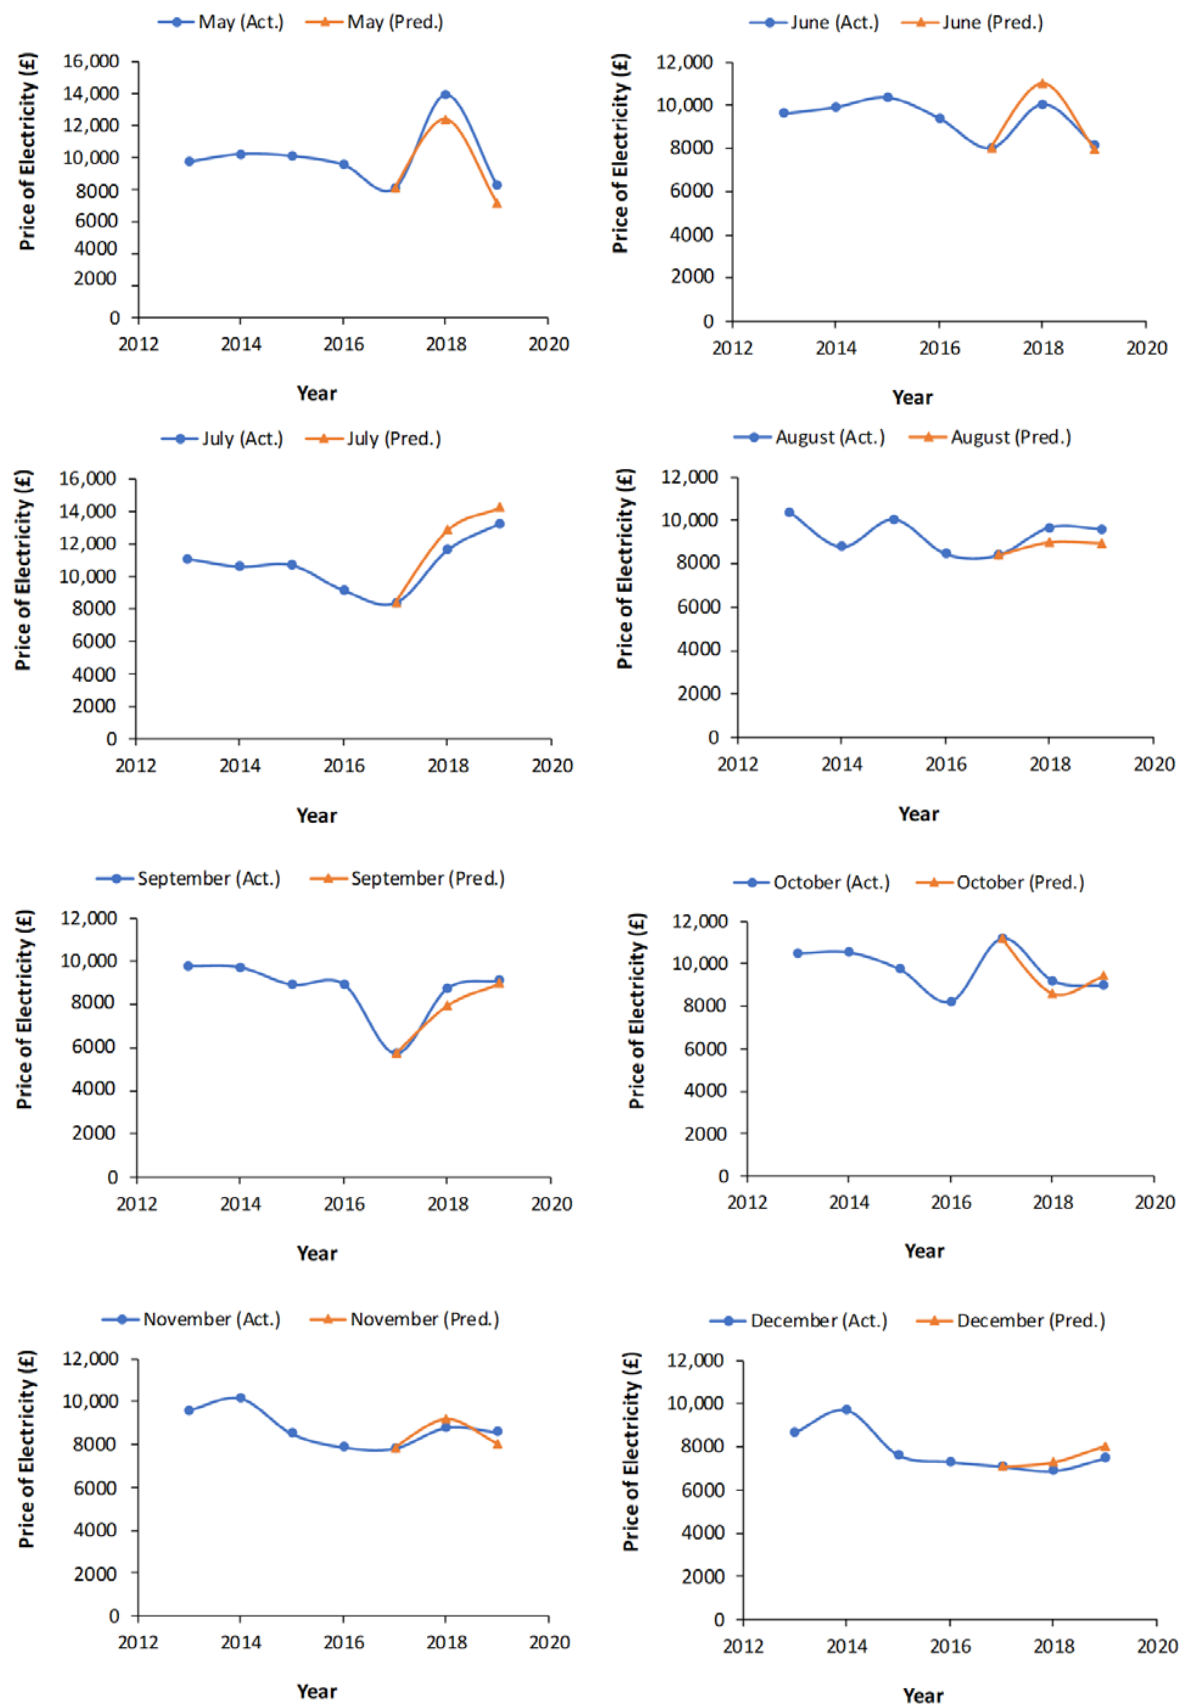 May (Act.) May (Pred.)
Price of Electricity (£)
16,000
14,000
12,000
10,000
8000
6000
4000
2000
0
2012 2014 2016 2018 2020
Year
June (Act.) June (Pred.)
Price of Electricity (£)
12,000
10,000
8000
6000
4000
2000
0
2012 2014 2016 2018 2020
Year
July (Act.) July (Pred.)
Price of Electricity (£)
16,000
14,000
12,000
10,000
8000
6000
4000
2000
0
2012 2014 2016 2018 2020
Year
August (Act.) August (Pred.)
Price of Electricity (£)
12,000
10,000
8000
6000
4000
2000
0
2012 2014 2016 2018 2020
Year
September (Act.) September (Pred.)
Price of Electricity (£)
12,000
10,000
8000
6000
4000
2000
0
2012 2014 2016 2018 2020
Year
October (Act.) October (Pred.)
Price of Electricity (£)
12,000
10,000
8000
6000
4000
2000
0
2012 2014 2016 2018 2020
Year
November (Act.) November (Pred.)
Price of Electricity (£)
12,000
10,000
8000
6000
4000
2000
0
2012 2014 2016 2018 2020
Year
December (Act.) December (Pred.)
Price of Electricity (£)
12,000
10,000
8000
6000
4000
2000
0
2012 2014 2016 2018 2020
Year